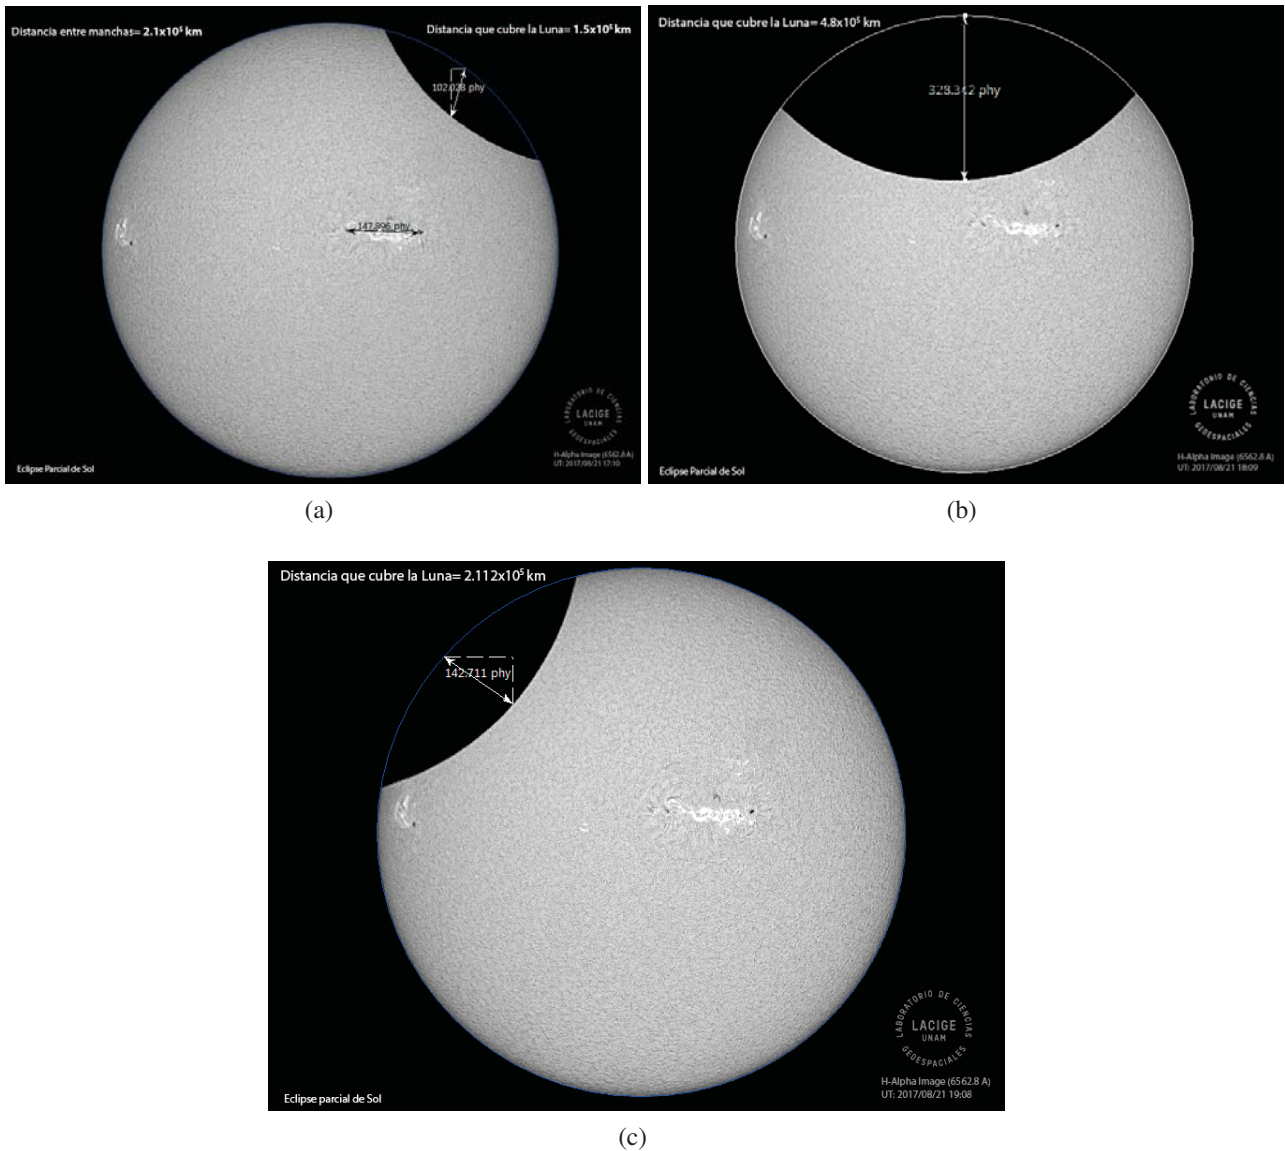 Distancia entre manchas= 2.1x10⁵ km
Distancia que cubre la Luna= 1.5x10⁵ km
102.028 phy
147.896 phy
LABORATORIO DE CIENCIAS
LACIGE
UNAM
GEOESPACIALES
H-Alpha Image (6562.8 A)
UT: 2017/08/21 17:10
Eclipse Parcial de Sol
(a)
Distancia que cubre la Luna= 4.8x10⁵ km
328.342 phy
LABORATORIO DE CIENCIAS
LACIGE
UNAM
GEOESPACIALES
H-Alpha Image (6562.8 A)
UT: 2017/08/21 18:09
Eclipse Parcial de Sol
(b)
Distancia que cubre la Luna= 2.112x10⁵ km
142.711 phy
LABORATORIO DE CIENCIAS
LACIGE
UNAM
GEOESPACIALES
H-Alpha Image (6562.8 A)
UT: 2017/08/21 19:08
Eclipse parcial de Sol
(c)